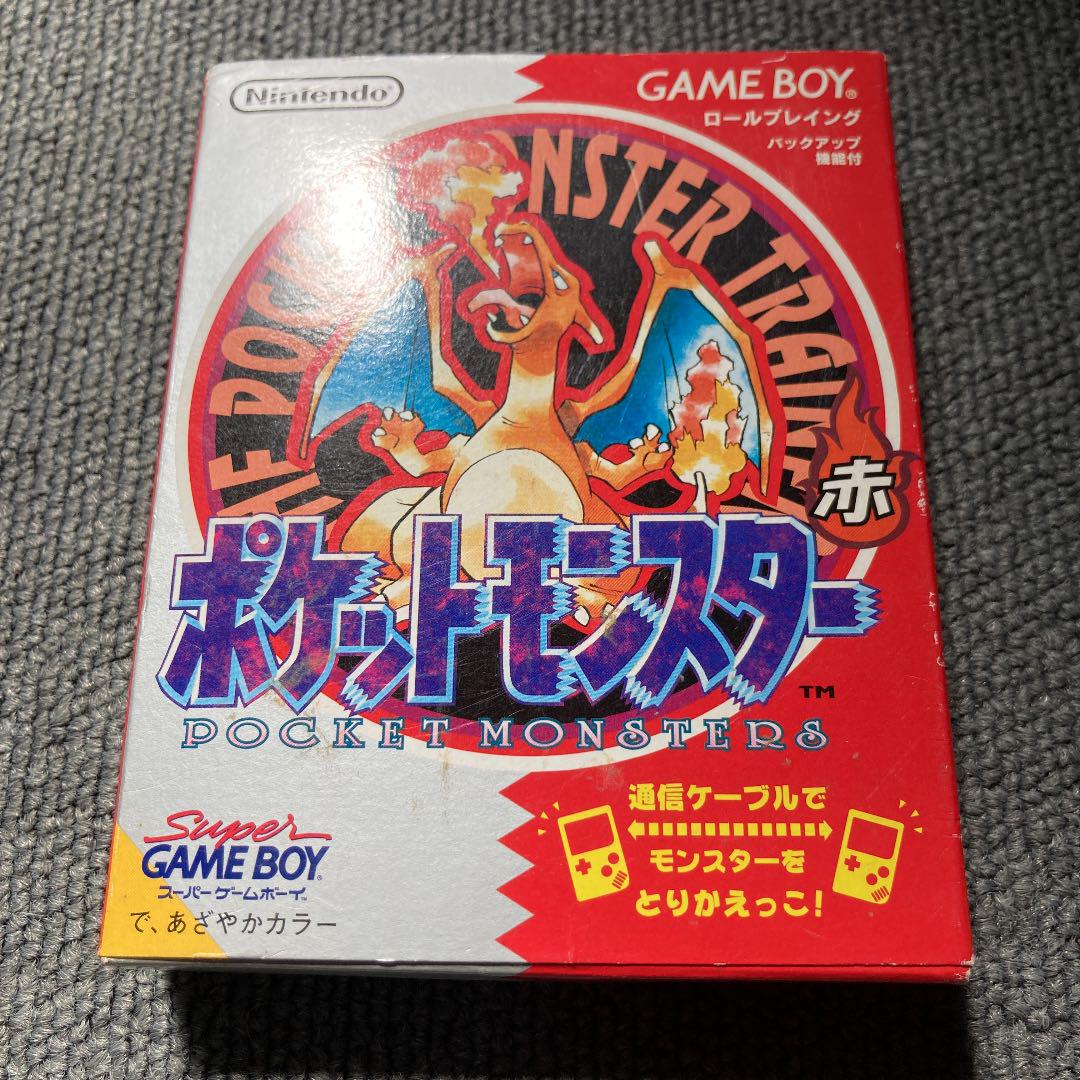 Nintendo
GAME BOY®
ロールプレイング
バックアップ
機能付
MONSTER
赤
ポケットモンスター
TM
POCKET MONSTERS
通信ケーブルで
モンスターを
とりかえっこ!
Super
GAME BOY
スーパーゲームボーイ
で、あざやかカラー